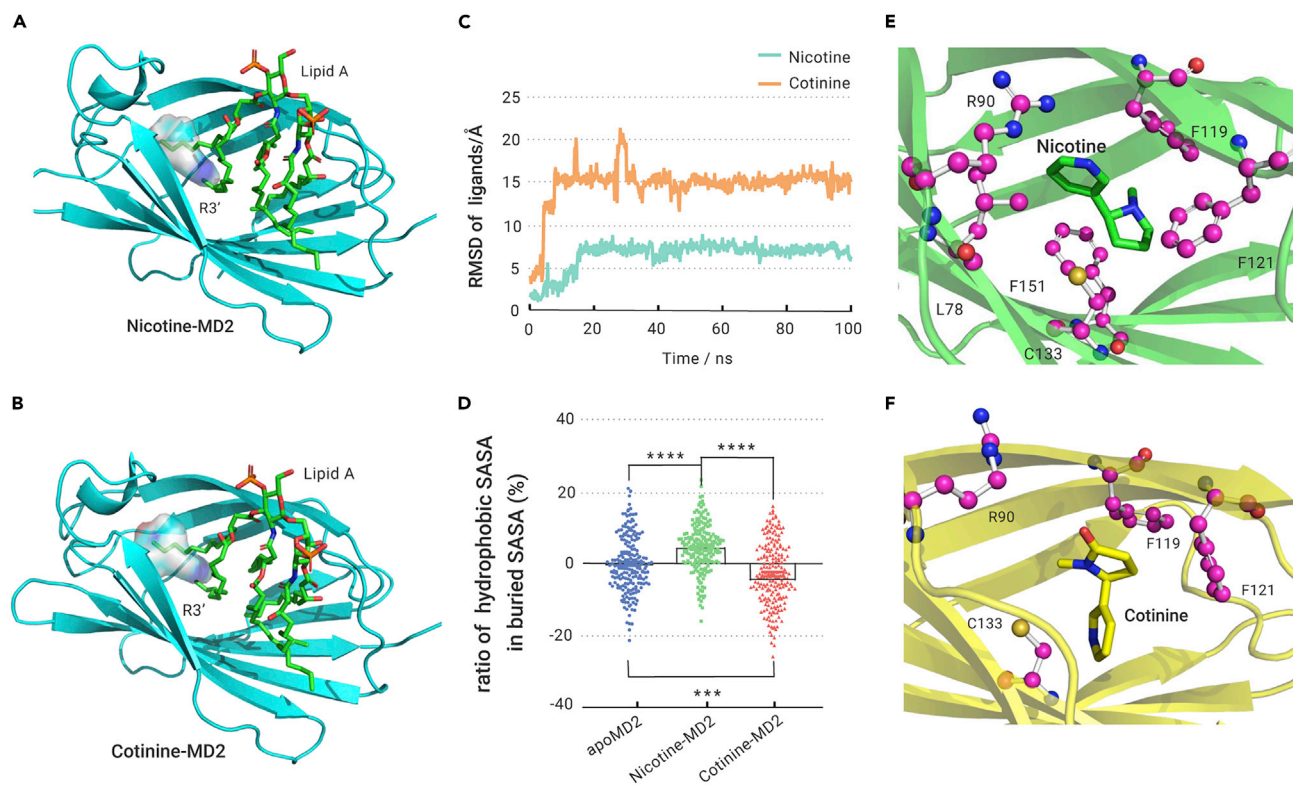 A
Lipid A
R3’
Nicotine-MD2
B
Lipid A
R3’
Cotinine-MD2
C
Nicotine
Cotinine
RMSD of ligands/Å
25
20
15
10
5
0
0
20
40
60
80
100
Time / ns
D
ratio of hydrophobic SASA
in buried SASA (%)
40
20
0
-20
-40
****
****
***
apoMD2
Nicotine-MD2
Cotinine-MD2
E
R90
F119
Nicotine
F151
F121
L78
C133
F
R90
F119
F121
C133
Cotinine